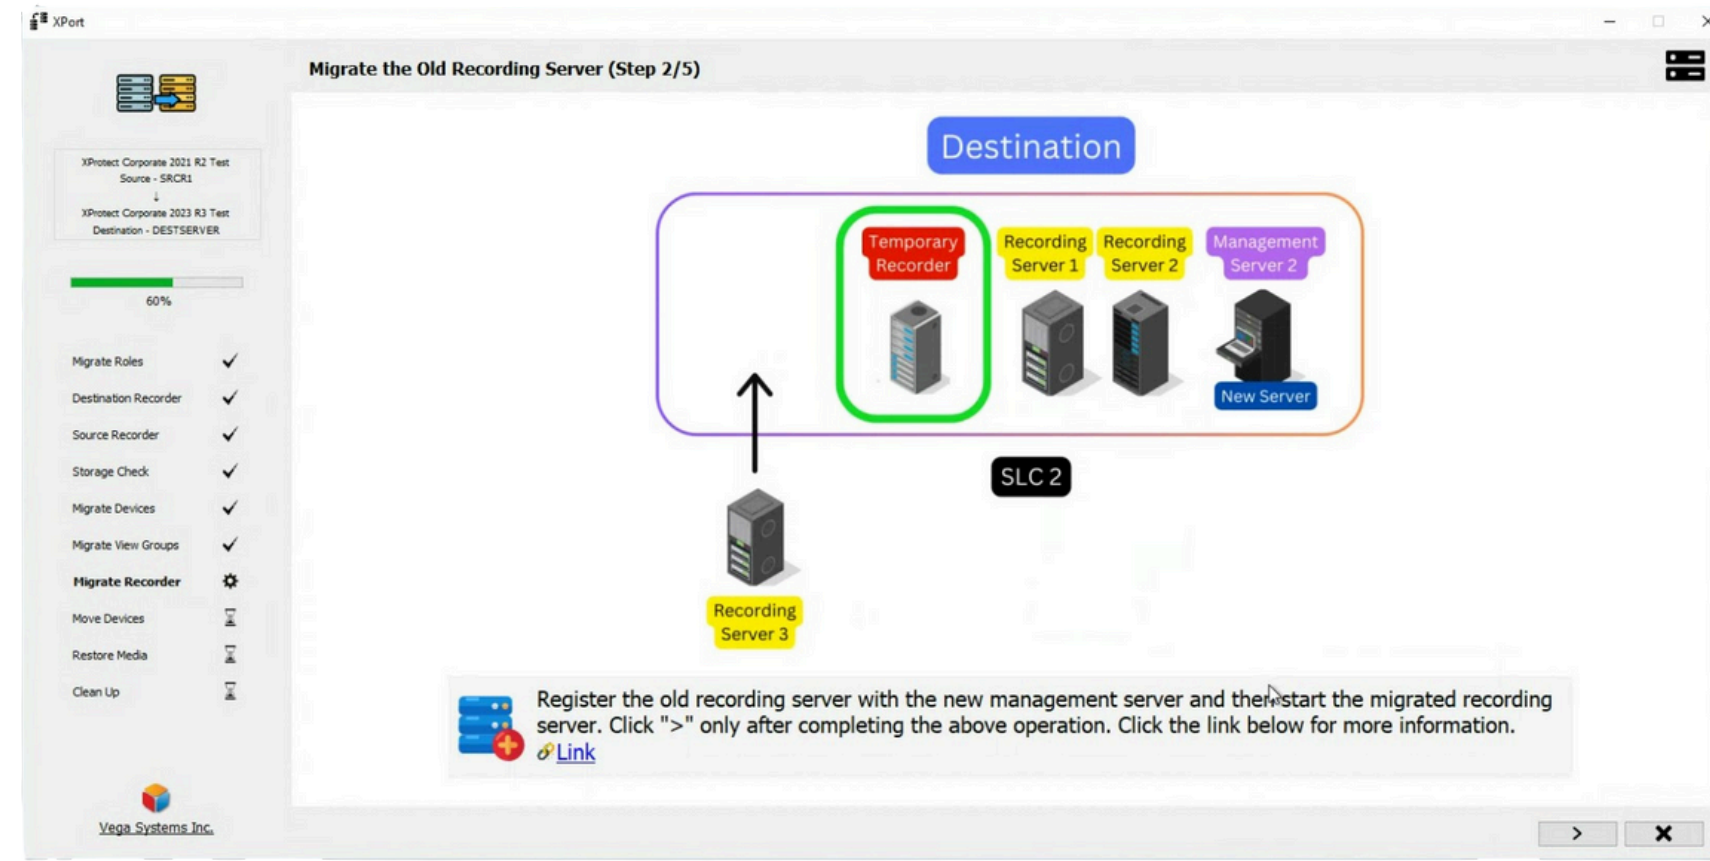 XPort
Migrate the Old Recording Server (Step 2/5)
XProtect Corporate 2021 R2 Test
Source - SRCR1
↓
XProtect Corporate 2023 R3 Test
Destination - DESTSERVER
60%
Migrate Roles
Destination Recorder
Source Recorder
Storage Check
Migrate Devices
Migrate View Groups
Migrate Recorder
Move Devices
Restore Media
Clean Up
Vega Systems Inc.
Destination
Temporary
Recorder
Recording
Server 1
Recording
Server 2
Management
Server 2
New Server
SLC 2
Recording
Server 3
Register the old recording server with the new management server and then start the migrated recording
server. Click ">" only after completing the above operation. Click the link below for more information.
Link
>